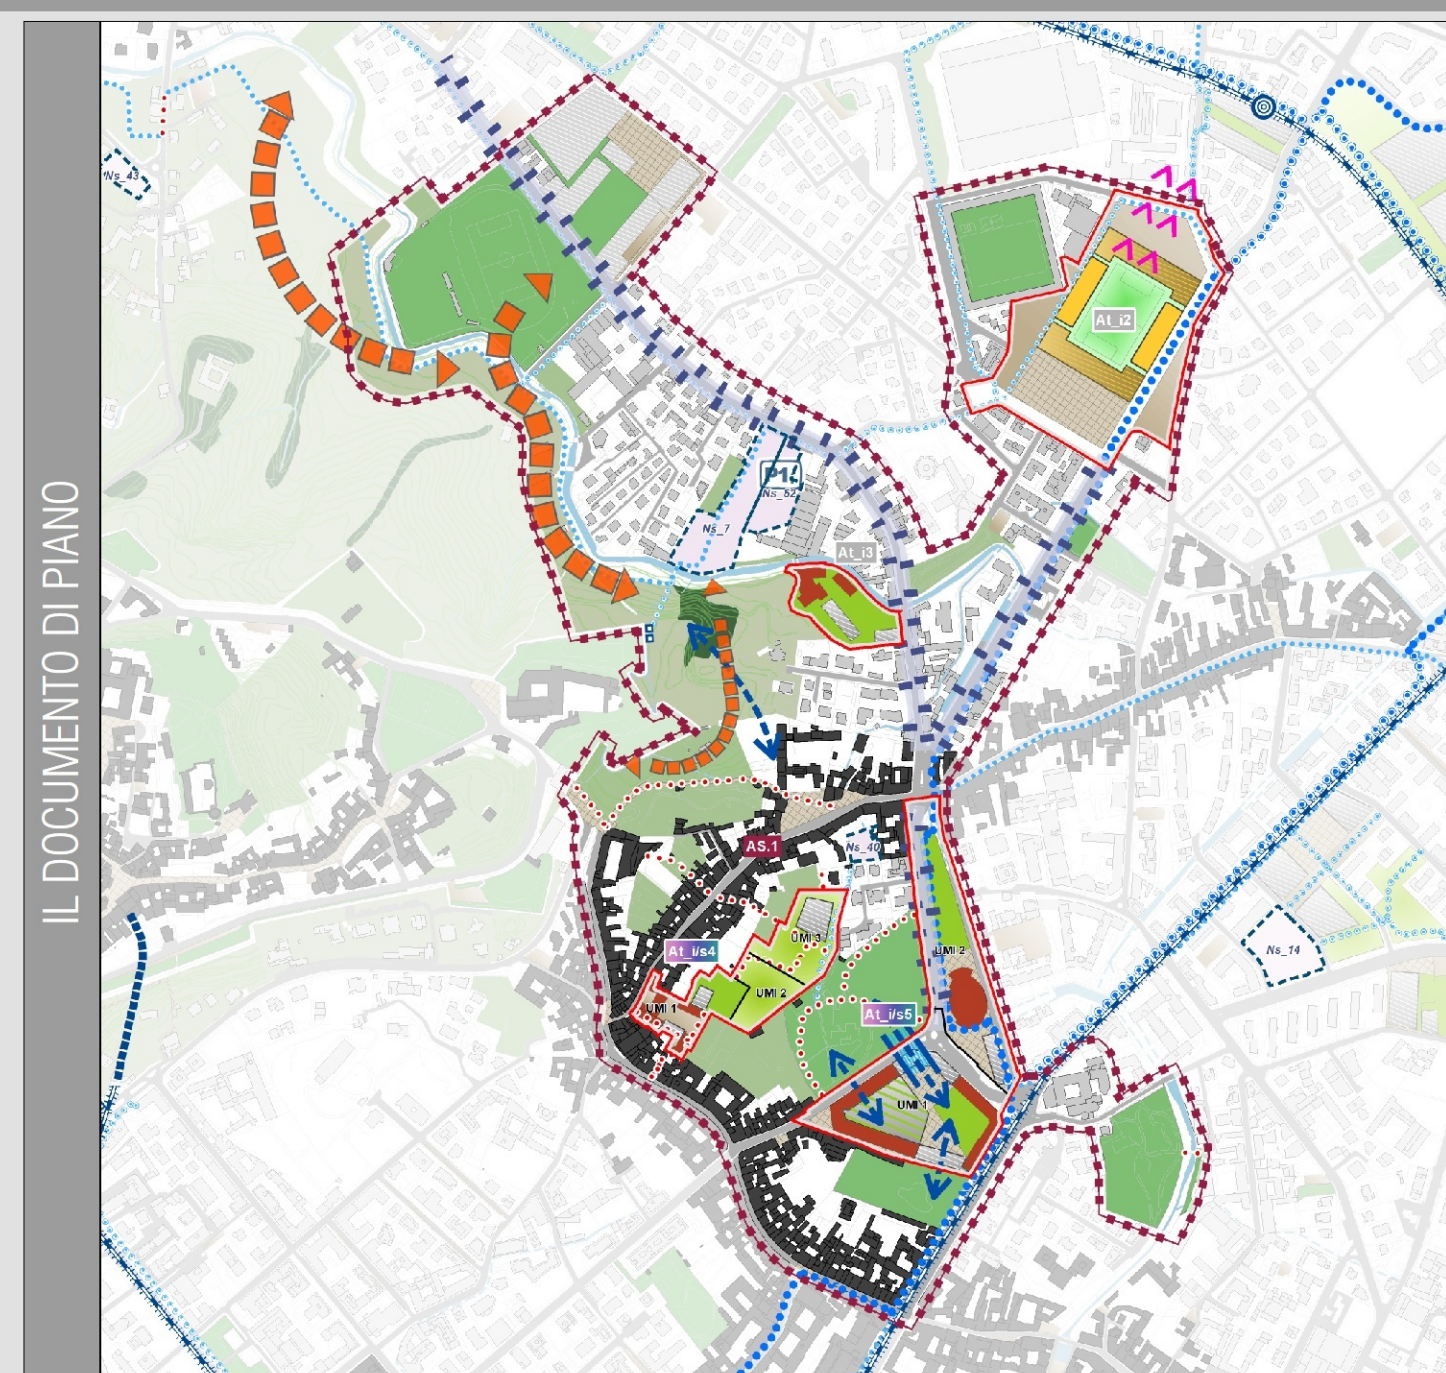 IL DOCUMENTO DI PIANO
Ns_43
At_i2
P1
Ns_52
Ns_7
At_i3
AS.1
Ns_40
UMI 3
At_i/s4
UMI 2
UMI 2
Ns_14
UMI 1
At_i/s5
UMI 1